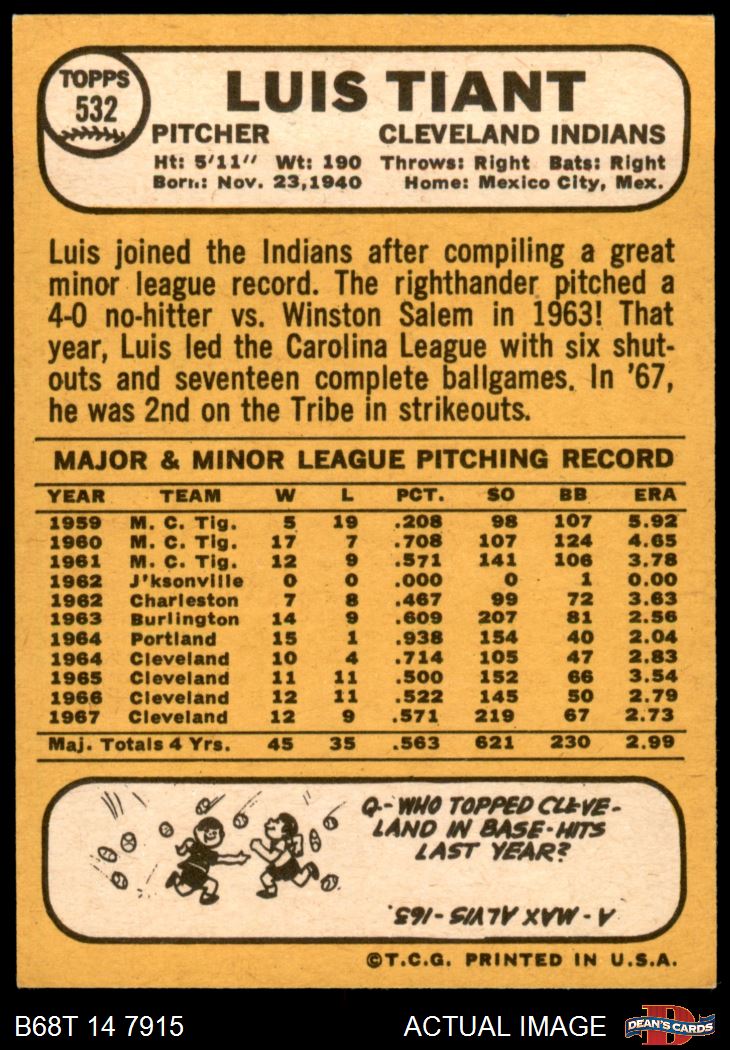 TOPPS
532
LUIS TIANT
PITCHER CLEVELAND INDIANS
Ht: 5'11" Wt: 190 Throws: Right Bats: Right
Born: Nov. 23,1940 Home: Mexico City, Mex.
Luis joined the Indians after compiling a great
minor league record. The righthander pitched a
4-0 no-hitter vs. Winston Salem in 1963! That
year, Luis led the Carolina League with six shut-
outs and seventeen complete ballgames. In '67,
he was 2nd on the Tribe in strikeouts.
MAJOR & MINOR LEAGUE PITCHING RECORD
YEAR TEAM W L PCT. SO BB ERA
1959 M. C. Tig. 5 19 .208 98 107 5.92
1960 M. C. Tig. 17 7 .708 107 124 4.65
1961 M. C. Tig. 12 9 .571 141 106 3.78
1962 J'ksonville 0 0 .000 0 1 0.00
1962 Charleston 7 8 .467 99 72 3.63
1963 Burlington 14 9 .609 207 81 2.56
1964 Portland 15 1 .938 154 40 2.04
1964 Cleveland 10 4 .714 105 47 2.83
1965 Cleveland 11 11 .500 152 66 3.54
1966 Cleveland 12 11 .522 145 50 2.79
1967 Cleveland 12 9 .571 219 67 2.73
Maj. Totals 4 Yrs. 45 35 .563 621 230 2.99
Q-WHO TOPPED CLEVE-
LAND IN BASE-HITS
LAST YEAR?
A - MAX ALVIS - 163.
©T.C.G. PRINTED IN U.S.A.
B68T 14 7915 ACTUAL IMAGE
D
DEAN'S CARDS